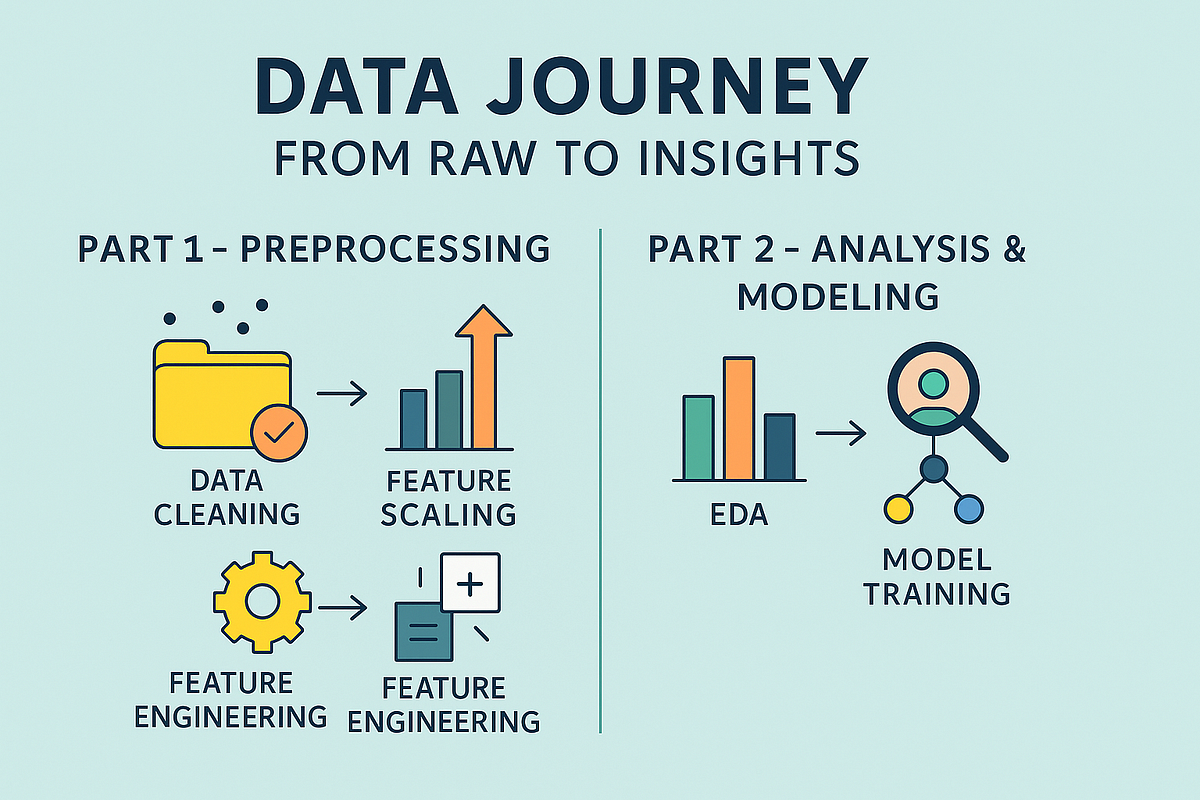 DATA JOURNEY
FROM RAW TO INSIGHTS
PART 1 – PREPROCESSING
DATA
CLEANING
FEATURE
SCALING
FEATURE
ENGINEERING
FEATURE
ENGINEERING
PART 2 – ANALYSIS &
MODELING
EDA
MODEL
TRAINING